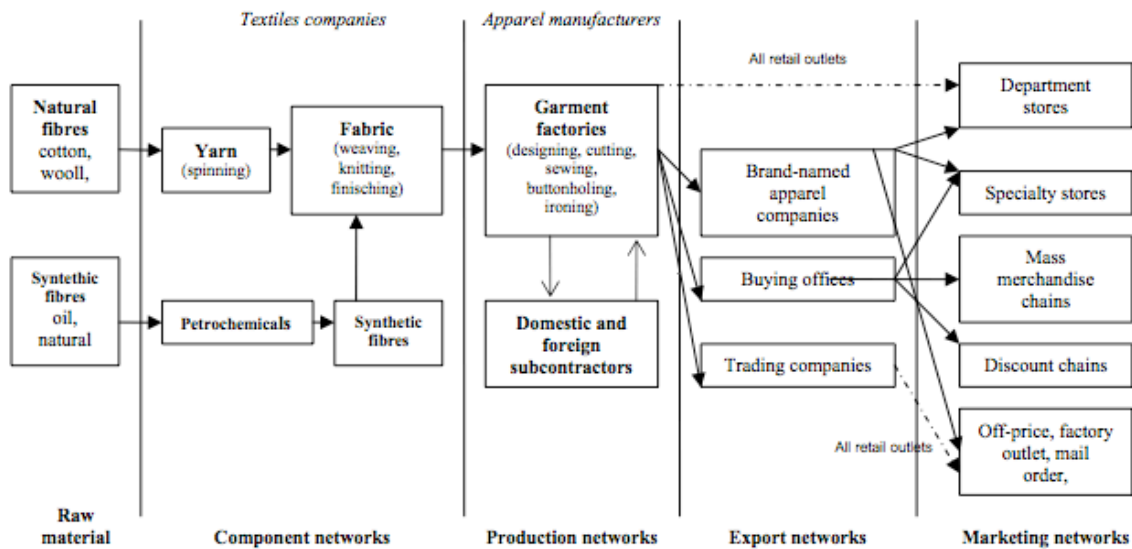 Textiles companies
Apparel manufacturers
All retail outlets
Natural
fibres
cotton,
wooll,
Yarn
(spinning)
Fabric
(weaving,
knitting,
finisching)
Garment
factories
(designing, cutting,
sewing,
buttonholing,
ironing)
Brand-named
apparel
companies
Department
stores
Specialty stores
Syntethic fibres
oil,
natural
Petrochemicals
Synthetic
fibres
Domestic and
foreign
subcontractors
Buying offices
Trading companies
Mass
merchandise
chains
Discount chains
All retail outlets
Off-price, factory
outlet, mail
order,
Raw
material
Component networks
Production networks
Export networks
Marketing networks